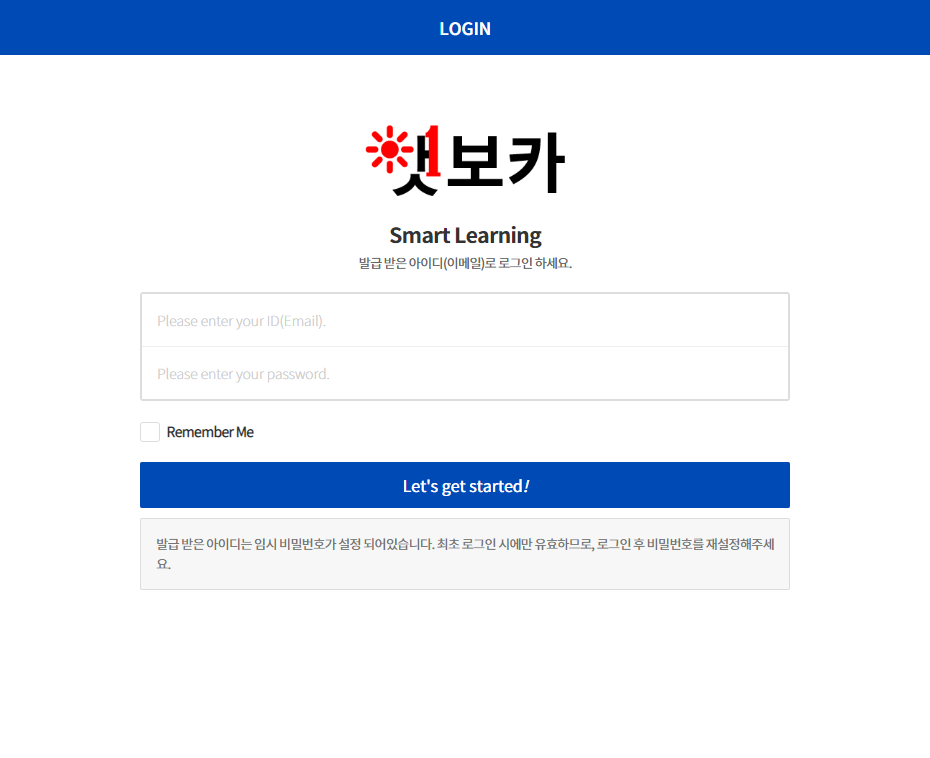 LOGIN
햇보카
Smart Learning
발급 받은 아이디(이메일)로 로그인 하세요.
Please enter your ID(Email).
Please enter your password.
Remember Me
Let's get started!
발급 받은 아이디는 임시 비밀번호가 설정 되어있습니다. 최초 로그인 시에만 유효하므로, 로그인 후 비밀번호를 재설정해주세
요.